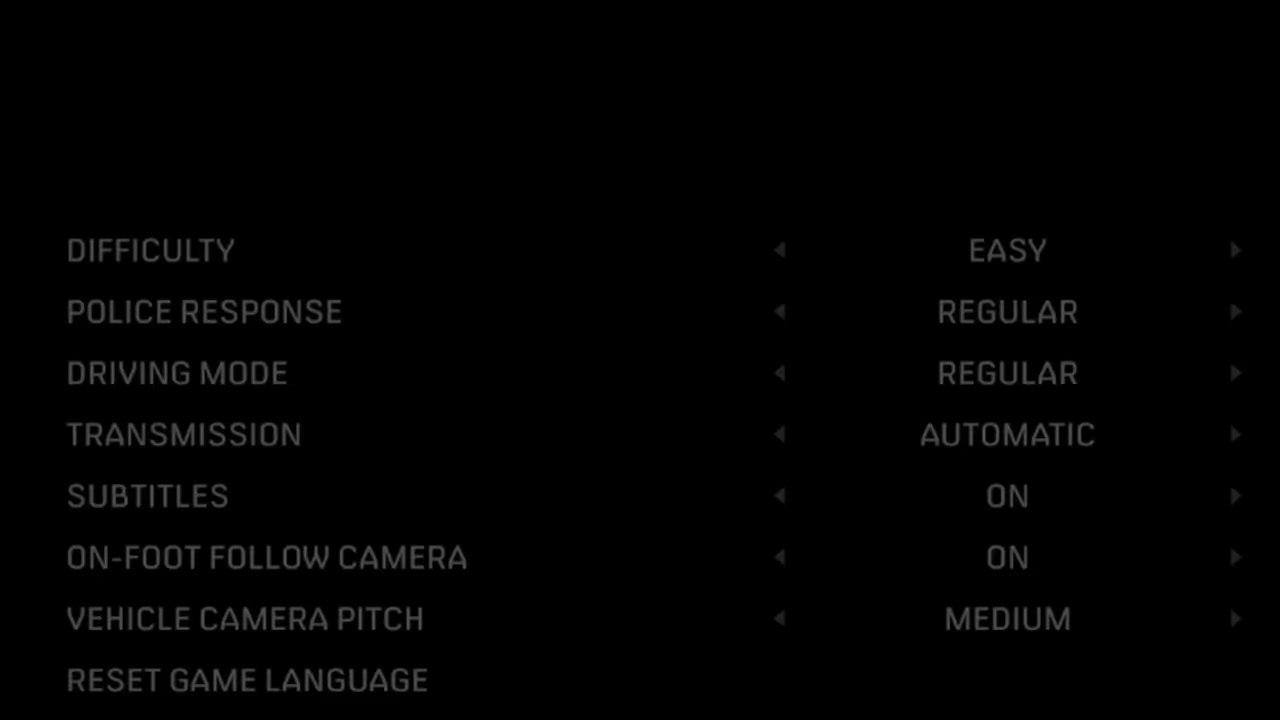 DIFFICULTY EASY
POLICE RESPONSE REGULAR
DRIVING MODE REGULAR
TRANSMISSION AUTOMATIC
SUBTITLES ON
ON-FOOT FOLLOW CAMERA ON
VEHICLE CAMERA PITCH MEDIUM
RESET GAME LANGUAGE